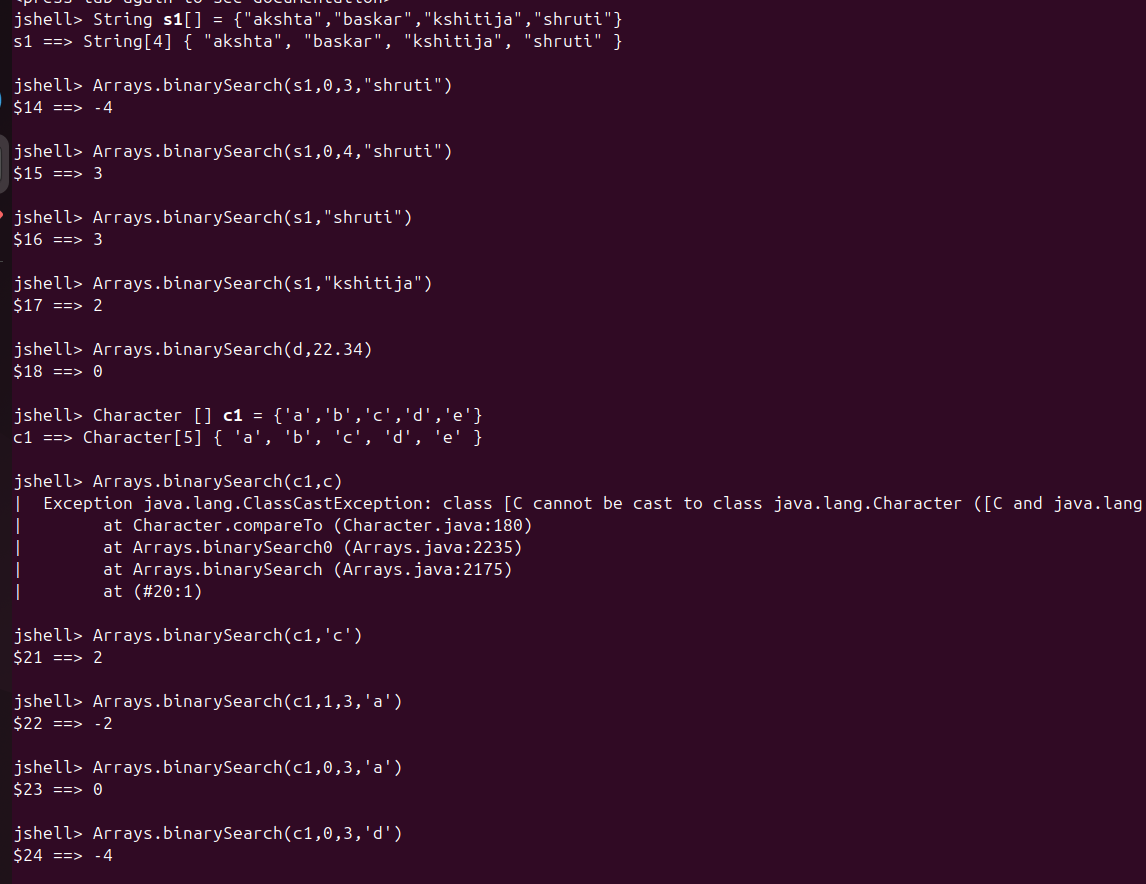 <press tab again to see documentation>
jshell> String s1[] = {"akshta","baskar","kshitija","shruti"}
s1 ==> String[4] { "akshta", "baskar", "kshitija", "shruti" }
jshell> Arrays.binarySearch(s1,0,3,"shruti")
$14 ==> -4
jshell> Arrays.binarySearch(s1,0,4,"shruti")
$15 ==> 3
jshell> Arrays.binarySearch(s1,"shruti")
$16 ==> 3
jshell> Arrays.binarySearch(s1,"kshitija")
$17 ==> 2
jshell> Arrays.binarySearch(d,22.34)
$18 ==> 0
jshell> Character [] c1 = {'a','b','c','d','e'}
c1 ==> Character[5] { 'a', 'b', 'c', 'd', 'e' }
jshell> Arrays.binarySearch(c1,c)
|  Exception java.lang.ClassCastException: class [C cannot be cast to class java.lang.Character ([C and java.lang
|        at Character.compareTo (Character.java:180)
|        at Arrays.binarySearch0 (Arrays.java:2235)
|        at Arrays.binarySearch (Arrays.java:2175)
|        at (#20:1)
jshell> Arrays.binarySearch(c1,'c')
$21 ==> 2
jshell> Arrays.binarySearch(c1,1,3,'a')
$22 ==> -2
jshell> Arrays.binarySearch(c1,0,3,'a')
$23 ==> 0
jshell> Arrays.binarySearch(c1,0,3,'d')
$24 ==> -4